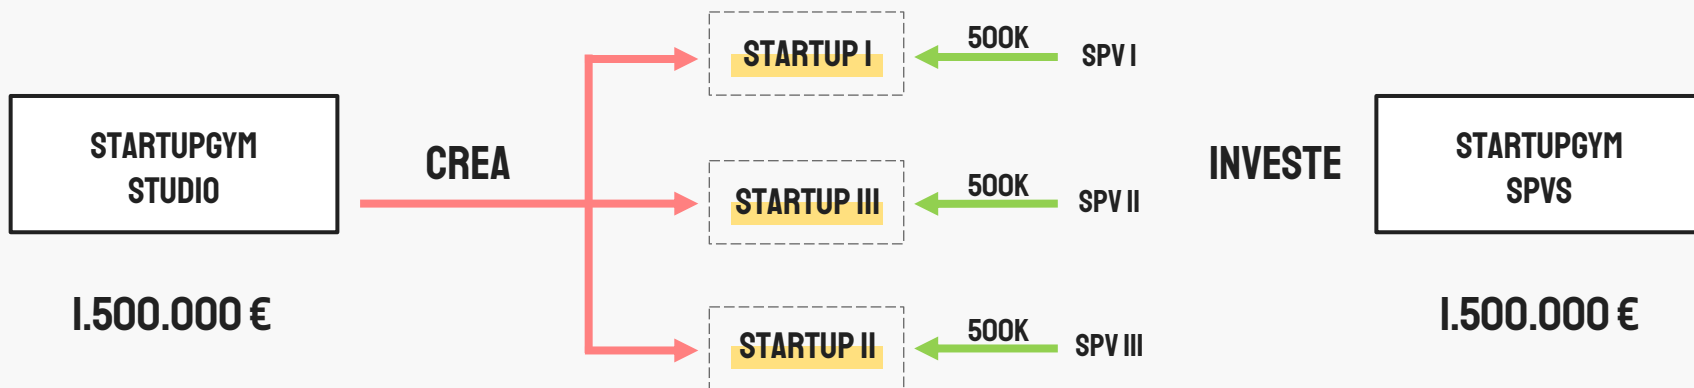 STARTUPGYM
STUDIO
1.500.000 €
CREA
STARTUP I
500K
SPV I
STARTUP III
500K
SPV II
STARTUP II
500K
SPV III
INVESTE
STARTUPGYM
SPVS
1.500.000 €